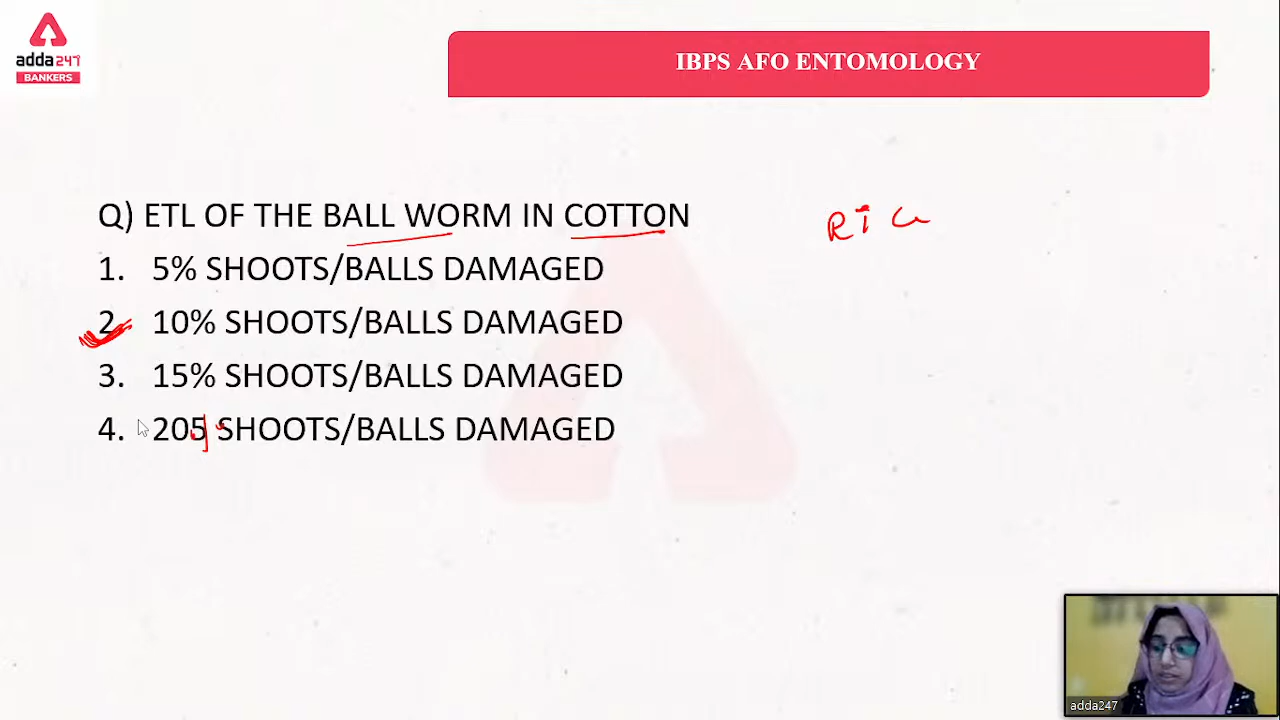 adda247
BANKERS
IBPS AFO ENTOMOLOGY
Q) ETL OF THE BALL WORM IN COTTON
1. 5% SHOOTS/BALLS DAMAGED
2. 10% SHOOTS/BALLS DAMAGED
3. 15% SHOOTS/BALLS DAMAGED
4. 205 SHOOTS/BALLS DAMAGED
adda247